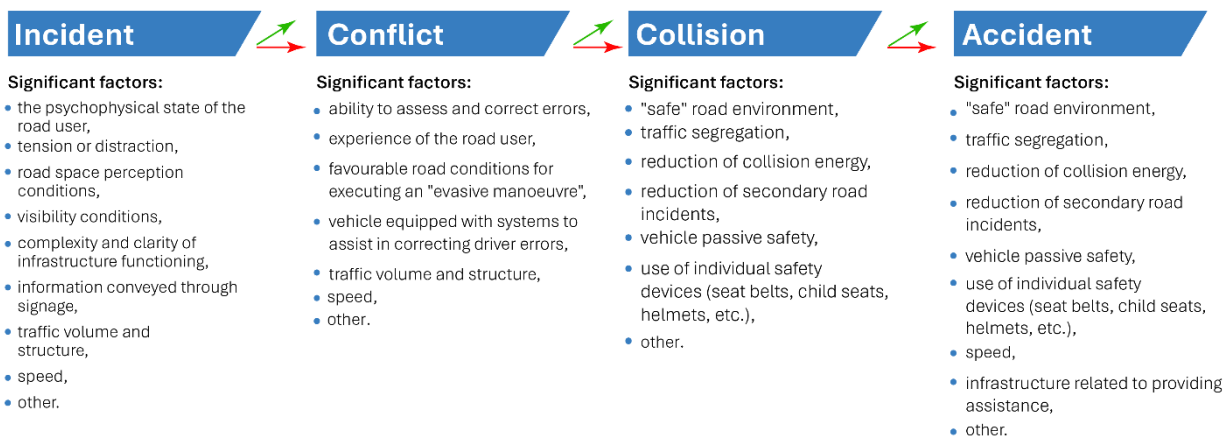 Incident
Significant factors:
• the psychophysical state of the
road user,
• tension or distraction,
• road space perception
conditions,
• visibility conditions,
• complexity and clarity of
infrastructure functioning,
• information conveyed through
signage,
• traffic volume and
structure,
• speed,
• other.
Conflict
Significant factors:
• ability to assess and correct errors,
• experience of the road user,
• favourable road conditions for
executing an "evasive manoeuvre",
• vehicle equipped with systems to
assist in correcting driver errors,
• traffic volume and structure,
• speed,
• other.
Collision
Significant factors:
• "safe" road environment,
• traffic segregation,
• reduction of collision energy,
• reduction of secondary road
incidents,
• vehicle passive safety,
• use of individual safety
devices (seat belts, child seats,
helmets, etc.),
• other.
Accident
Significant factors:
• "safe" road environment,
traffic segregation,
• reduction of collision energy,
• reduction of secondary road
incidents,
• vehicle passive safety,
• use of individual safety
devices (seat belts, child seats,
helmets, etc.),
• speed,
• infrastructure related to providing
assistance,
• other.